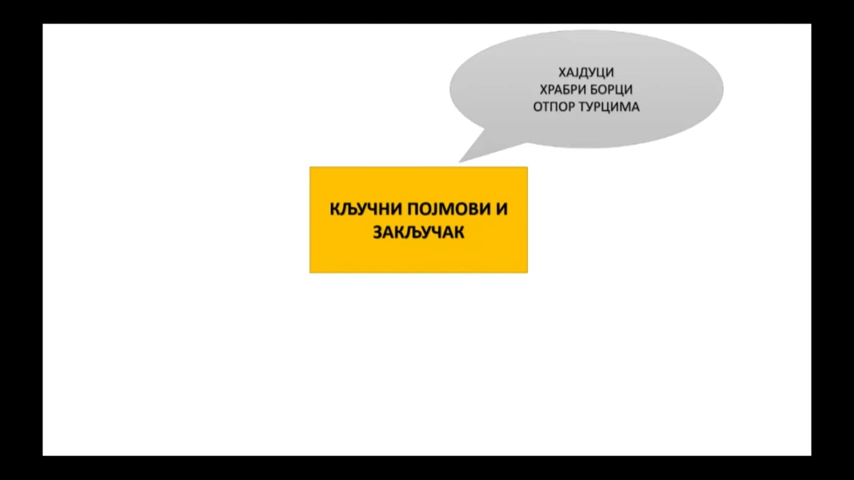 ХАЈДУЦИ
ХРАБРИ БОРЦИ
ОТПОР ТУРЦИМА
КЉУЧНИ ПОЈМОВИ И
ЗАКЉУЧАК